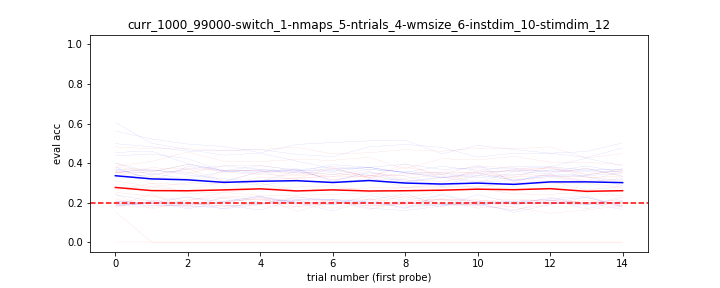 curr_1000_99000-switch_1-nmaps_5-ntrials_4-wmsize_6-instdim_10-stimdim_12
1.0
0.8
0.6
0.4
0.2
0.0
eval acc
0 2 4 6 8 10 12 14
trial number (first probe)